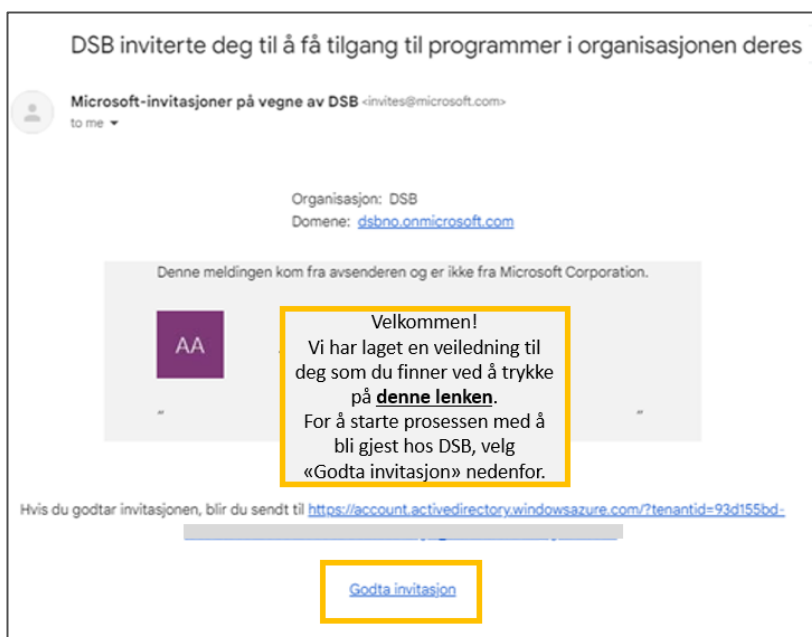 DSB inviterte deg til å få tilgang til programmer i organisasjonen deres
Microsoft-invitasjoner på vegne av DSB <invites@microsoft.com>
to me
Organisasjon: DSB
Domene: dsbno.onmicrosoft.com
Denne meldingen kom fra avsenderen og er ikke fra Microsoft Corporation.
AA
Velkommen!
Vi har laget en veiledning til
deg som du finner ved å trykke
på denne lenken.
For å starte prosessen med å
bli gjest hos DSB, velg
«Godta invitasjon» nedenfor.
" "
Hvis du godtar invitasjonen, blir du sendt til https://account.activedirectory.windowsazure.com/?tenantid=93d155bd-
Godta invitasjon